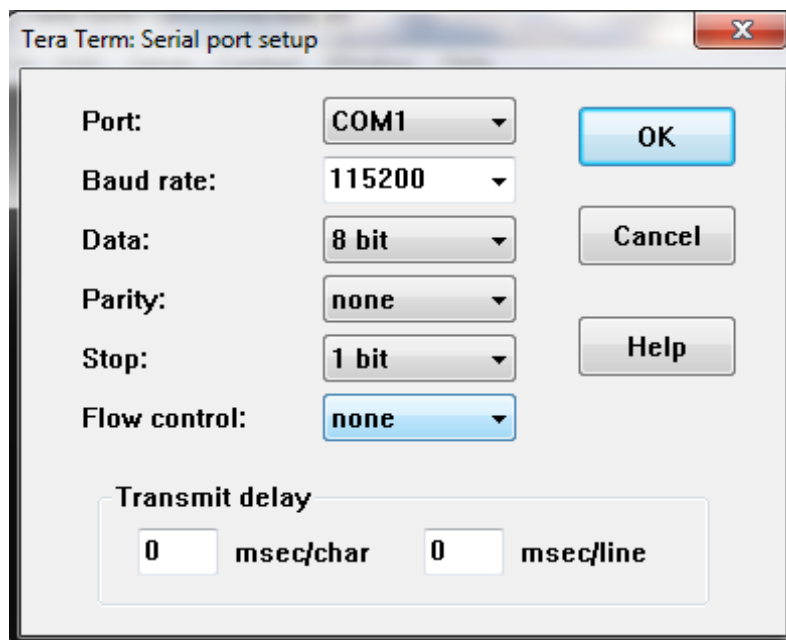 Tera Term: Serial port setup
Port: COM1 OK
Baud rate: 115200
Data: 8 bit Cancel
Parity: none
Stop: 1 bit Help
Flow control: none
Transmit delay
0 msec/char 0 msec/line